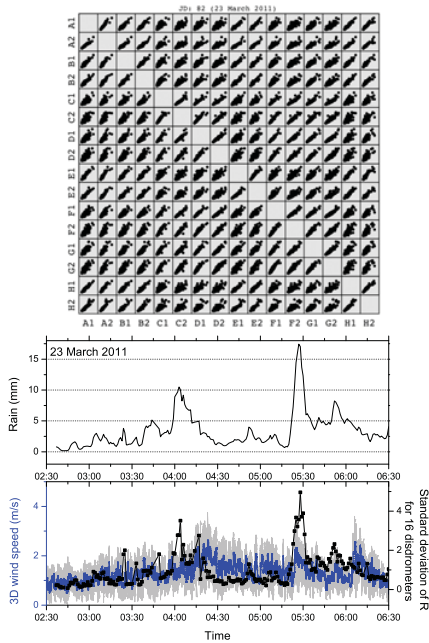 JD: 82 (23 March 2011)
A1
A2
B1
B2
C1
C2
D1
D2
E1
E2
F1
F2
G1
G2
H1
H2
A1 A2 B1 B2 C1 C2 D1 D2 E1 E2 F1 F2 G1 G2 H1 H2
23 March 2011
Rain (mm)
15
10
5
0
02:30 03:00 03:30 04:00 04:30 05:00 05:30 06:00 06:30
3D wind speed (m/s)
4
2
0
Standard deviation of R
for 16 disdrometers
4
2
0
02:30 03:00 03:30 04:00 04:30 05:00 05:30 06:00 06:30
Time